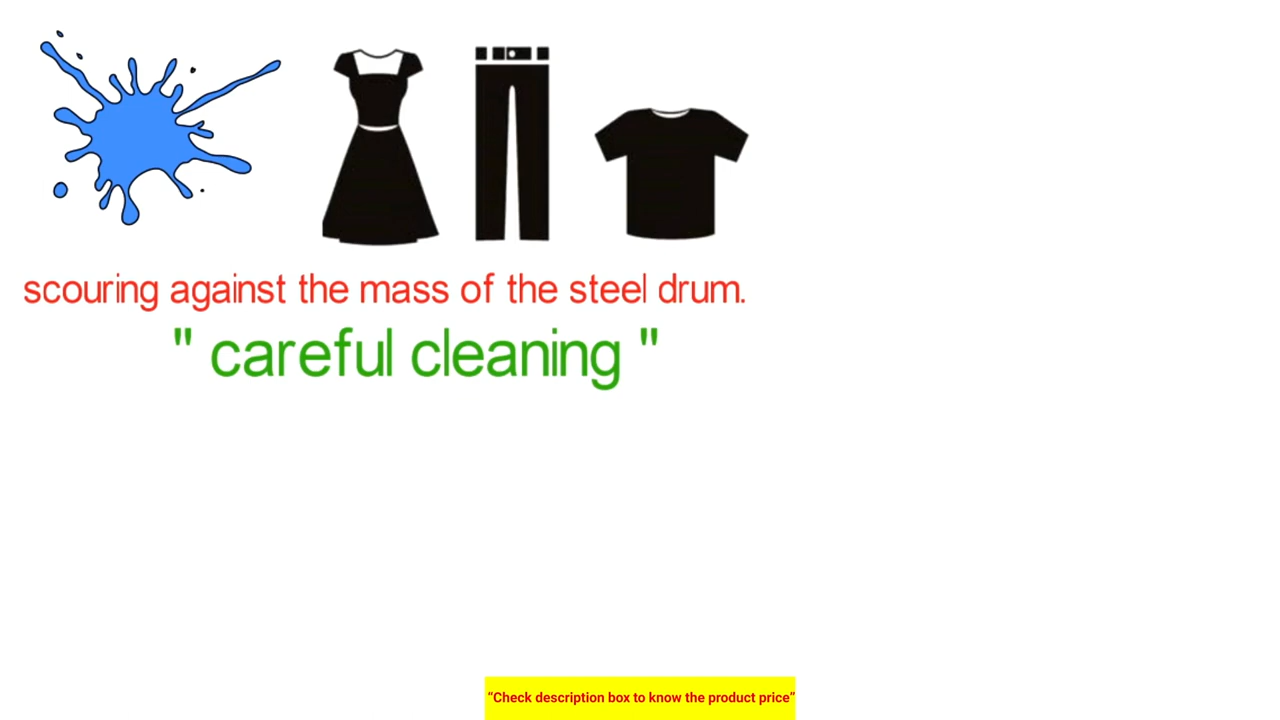 scouring against the mass of the steel drum.
" careful cleaning "
“Check description box to know the product price”